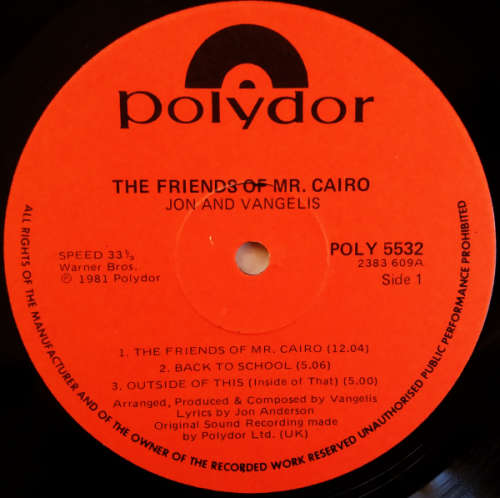 polydor
THE FRIENDS OF MR. CAIRO
JON AND VANGELIS
SPEED 33⅓
Warner Bros.
℗ 1981 Polydor
POLY 5532
2383 609A
Side 1
1. THE FRIENDS OF MR. CAIRO (12.04)
2. BACK TO SCHOOL (5.06)
3. OUTSIDE OF THIS (Inside of That) (5.00)
Arranged, Produced & Composed by Vangelis
Lyrics by Jon Anderson
Original Sound Recording made
by Polydor Ltd. (UK)
ALL RIGHTS OF THE MANUFACTURER AND OF THE OWNER OF THE RECORDED WORK RESERVED UNAUTHORISED PUBLIC PERFORMANCE PROHIBITED